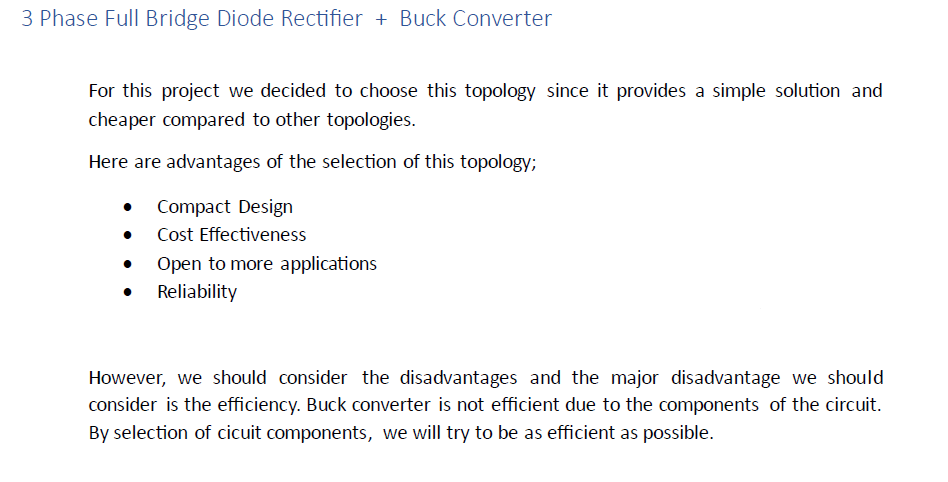 3 Phase Full Bridge Diode Rectifier + Buck Converter
For this project we decided to choose this topology since it provides a simple solution and
cheaper compared to other topologies.
Here are advantages of the selection of this topology;
• Compact Design
• Cost Effectiveness
• Open to more applications
• Reliability
However, we should consider the disadvantages and the major disadvantage we should
consider is the efficiency. Buck converter is not efficient due to the components of the circuit.
By selection of cicuit components, we will try to be as efficient as possible.